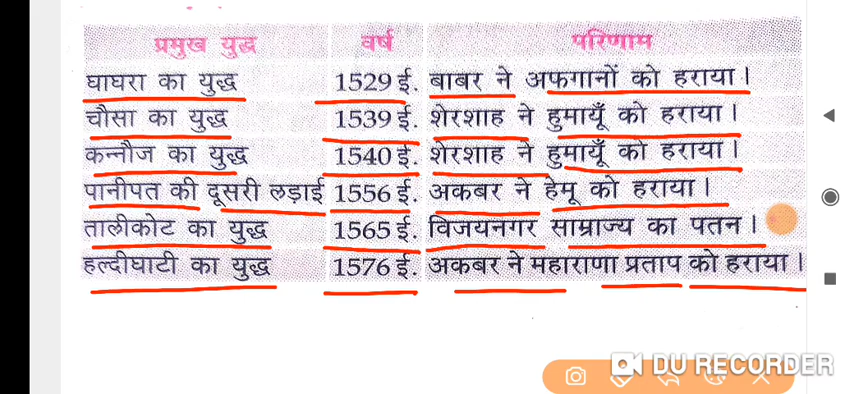 प्रमुख युद्ध वर्ष परिणाम
घाघरा का युद्ध 1529 ई. बाबर ने अफगानों को हराया।
चौसा का युद्ध 1539 ई. शेरशाह ने हुमायूँ को हराया।
कन्नौज का युद्ध 1540 ई. शेरशाह ने हुमायूँ को हराया।
पानीपत की दूसरी लड़ाई 1556 ई. अकबर ने हेमू को हराया।
तालीकोट का युद्ध 1565 ई. विजयनगर साम्राज्य का पतन।
हल्दीघाटी का युद्ध 1576 ई. अकबर ने महाराणा प्रताप को हराया।
DU RECORDER